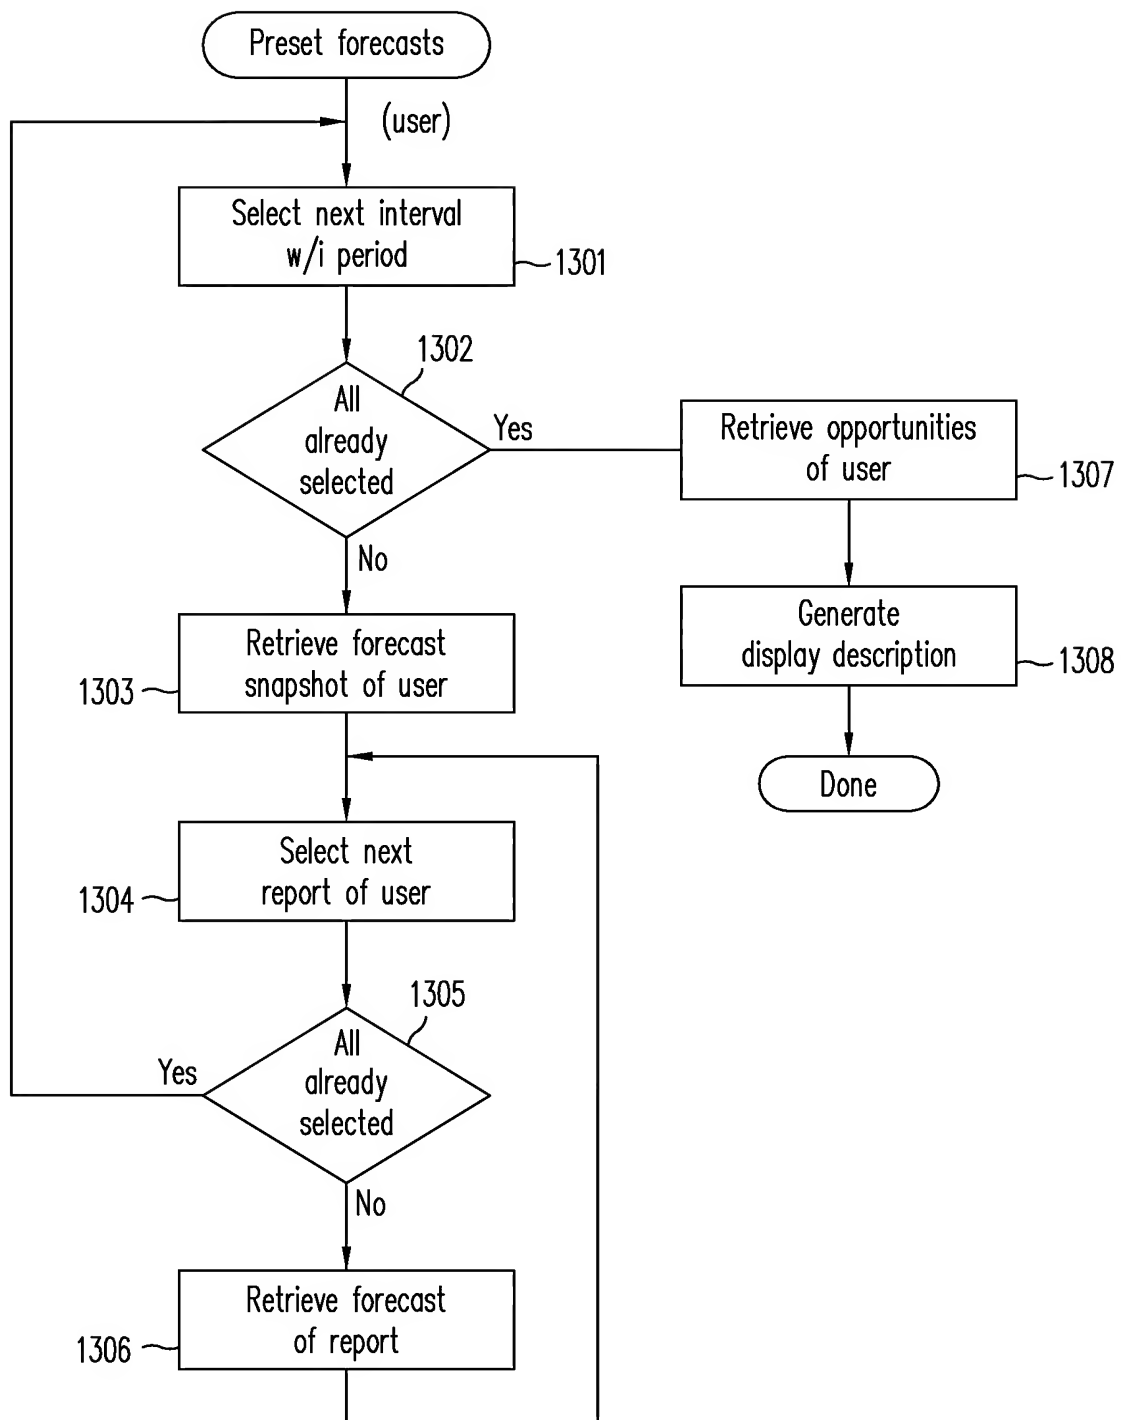 Preset forecasts
(user)
Select next interval
w/i period
1301
1302
All
already
selected
Yes
No
Retrieve opportunities
of user
1307
Generate
display description
1308
Done
Retrieve forecast
snapshot of user
1303
Select next
report of user
1304
1305
All
already
selected
Yes
No
Retrieve forecast
of report
1306